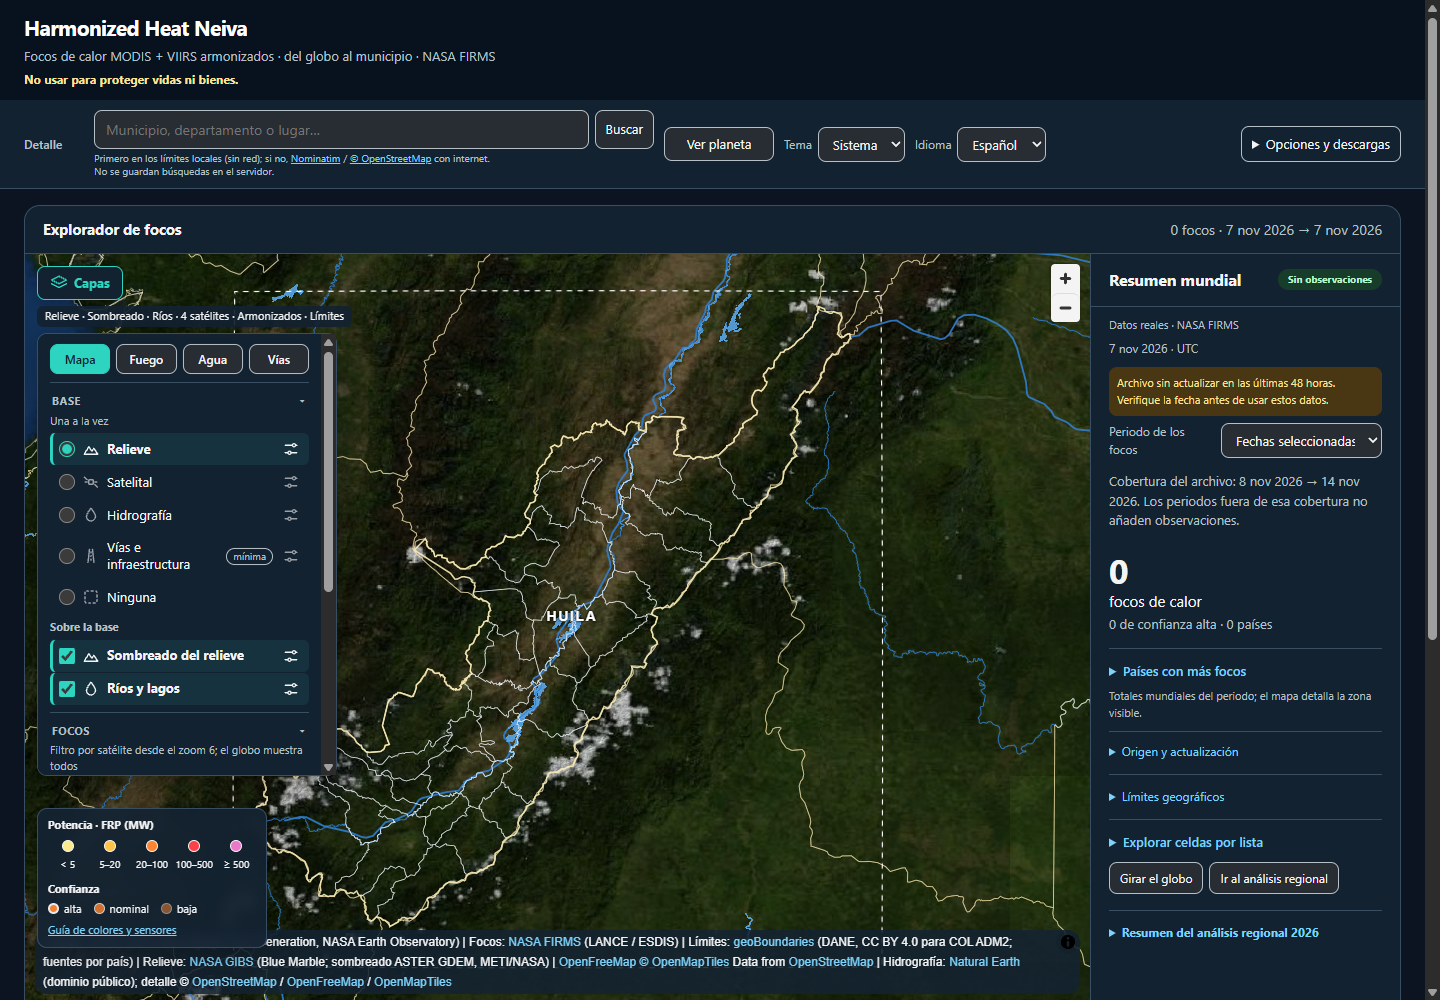 Harmonized Heat Neiva
Focos de calor MODIS + VIIRS armonizados · del globo al municipio · NASA FIRMS
No usar para proteger vidas ni bienes.
Detalle
Municipio, departamento o lugar...
Buscar
Primero en los límites locales (sin red); si no, Nominatim / © OpenStreetMap con internet.
No se guardan búsquedas en el servidor.
Ver planeta
Tema
Sistema
Idioma
Español
Opciones y descargas
Explorador de focos
0 focos · 7 nov 2026 → 7 nov 2026
Capas
Relieve · Sombreado · Ríos · 4 satélites · Armonizados · Límites
Mapa
Fuego
Agua
Vías
BASE
Una a la vez
Relieve
Satelital
Hidrografía
Vías e
infraestructura
mínima
Ninguna
Sobre la base
Sombreado del relieve
Ríos y lagos
FOCOS
Filtro por satélite desde el zoom 6; el globo muestra
todos
HUILA
Potencia · FRP (MW)
< 5
5–20
20–100
100–500
≥ 500
Confianza
alta
nominal
baja
Guía de colores y sensores
eneration, NASA Earth Observatory) | Focos: NASA FIRMS (LANCE / ESDIS) | Límites: geoBoundaries (DANE, CC BY 4.0 para COL ADM2;
fuentes por país) | Relieve: NASA GIBS (Blue Marble; sombreado ASTER GDEM, METI/NASA) | OpenFreeMap © OpenMapTiles Data from OpenStreetMap | Hidrografía: Natural Earth
(dominio público); detalle © OpenStreetMap / OpenFreeMap / OpenMapTiles
Resumen mundial
Sin observaciones
Datos reales · NASA FIRMS
7 nov 2026 · UTC
Archivo sin actualizar en las últimas 48 horas.
Verifique la fecha antes de usar estos datos.
Periodo de los
focos
Fechas seleccionadas
Cobertura del archivo: 8 nov 2026 → 14 nov
2026. Los periodos fuera de esa cobertura no
añaden observaciones.
0
focos de calor
0 de confianza alta · 0 países
Países con más focos
Totales mundiales del periodo; el mapa detalla la zona
visible.
Origen y actualización
Límites geográficos
Explorar celdas por lista
Girar el globo
Ir al análisis regional
Resumen del análisis regional 2026